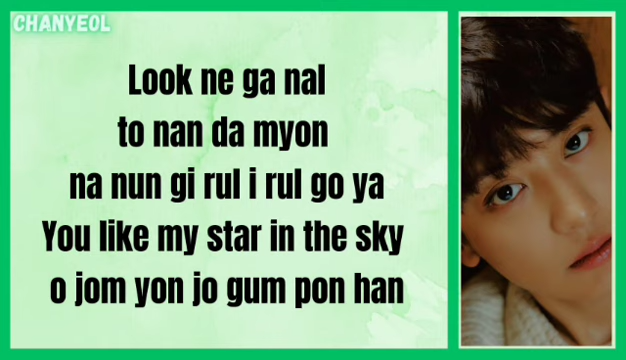 CHANYEOL
Look ne ga nal
to nan da myon
na nun gi rul i rul go ya
You like my star in the sky
o jom yon jo gum pon han